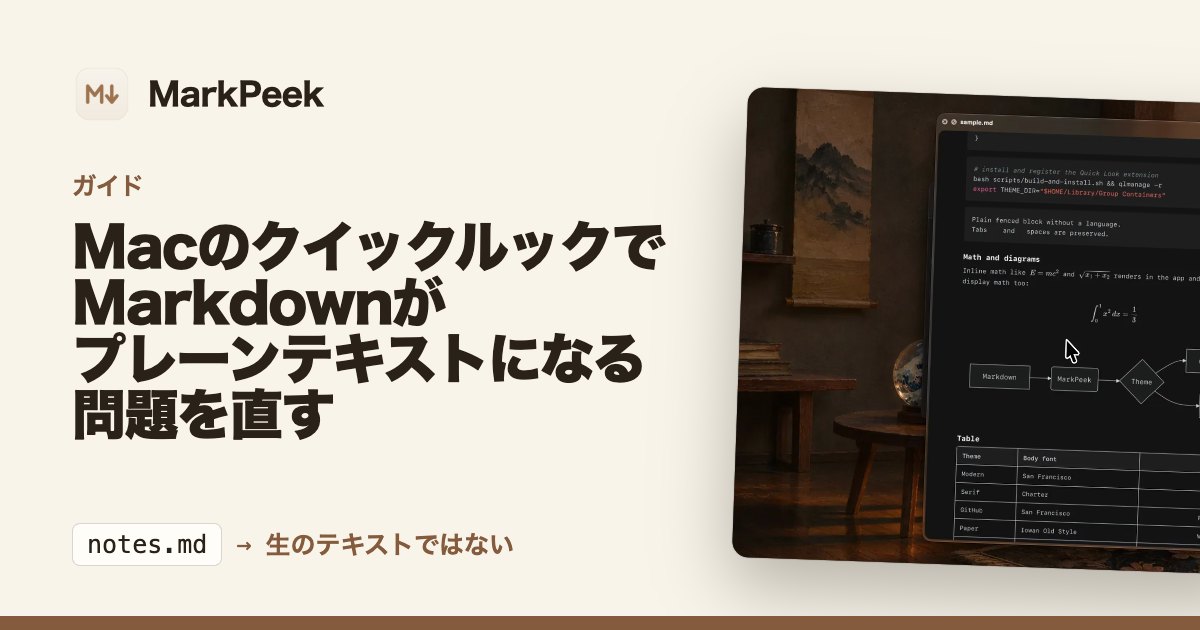 M↓
MarkPeek
ガイド
Macのクイックルックで
Markdownが
プレーンテキストになる
問題を直す
notes.md → 生のテキストではない
sample.md
}
# install and register the Quick Look extension
bash scripts/build-and-install.sh && qlmanage -r
export THEME_DIR="$HOME/Library/Group Containers"
Plain fenced block without a language.
Tabs    and   spaces are preserved.
Math and diagrams
Inline math like E = mc² and √x₁ + x₂ renders in the app and
display math too:
∫₀¹ x² dx = 1/3
Markdown
MarkPeek
Theme
Table
Theme Body font
Modern San Francisco
Serif Charter
GitHub San Francisco
Paper Iowan Old Style